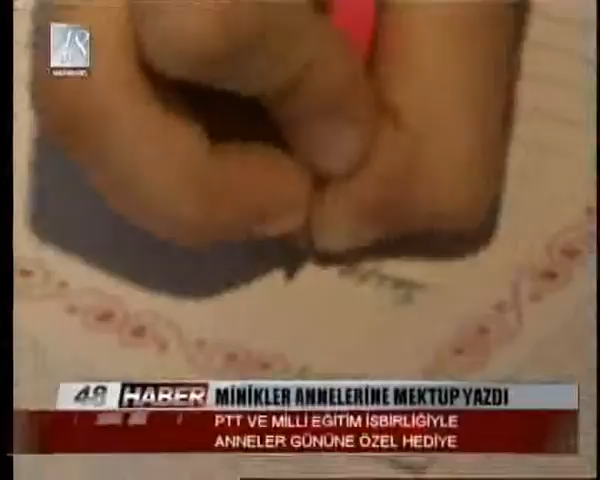 48
48 HABER MİNİKLER ANNELERİNE MEKTUP YAZDI
PTT VE MİLLİ EĞİTİM İŞBİRLİĞİYLE
ANNELER GÜNÜNE ÖZEL HEDİYE